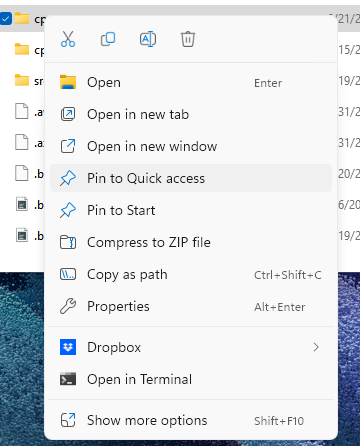 cp
21/2
cp
15/2
sr
19/2
.a
31/2
.a
31/2
.b
20/2
.b
6/20
.b
19/2
Open Enter
Open in new tab
Open in new window
Pin to Quick access
Pin to Start
Compress to ZIP file
Copy as path Ctrl+Shift+C
Properties Alt+Enter
Dropbox
Open in Terminal
Show more options Shift+F10